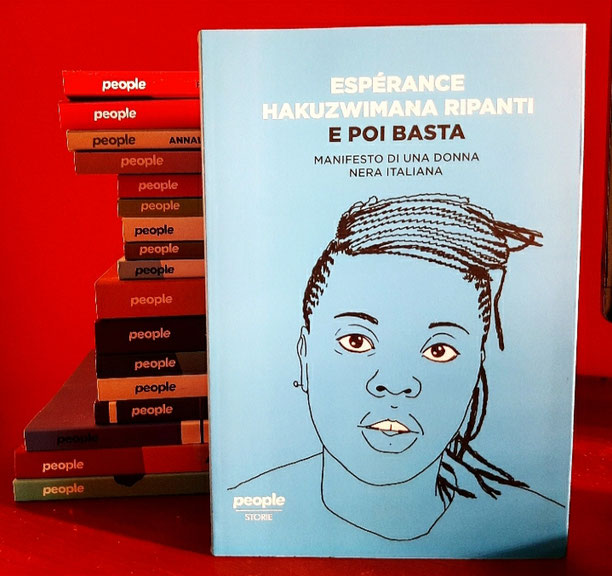 people
people
people ANNAL
people
people
people
people
people
people
people
people
people
people
people
people
people
people
ESPÉRANCE
HAKUZWIMANA RIPANTI
E POI BASTA
MANIFESTO DI UNA DONNA
NERA ITALIANA
people
STORIE